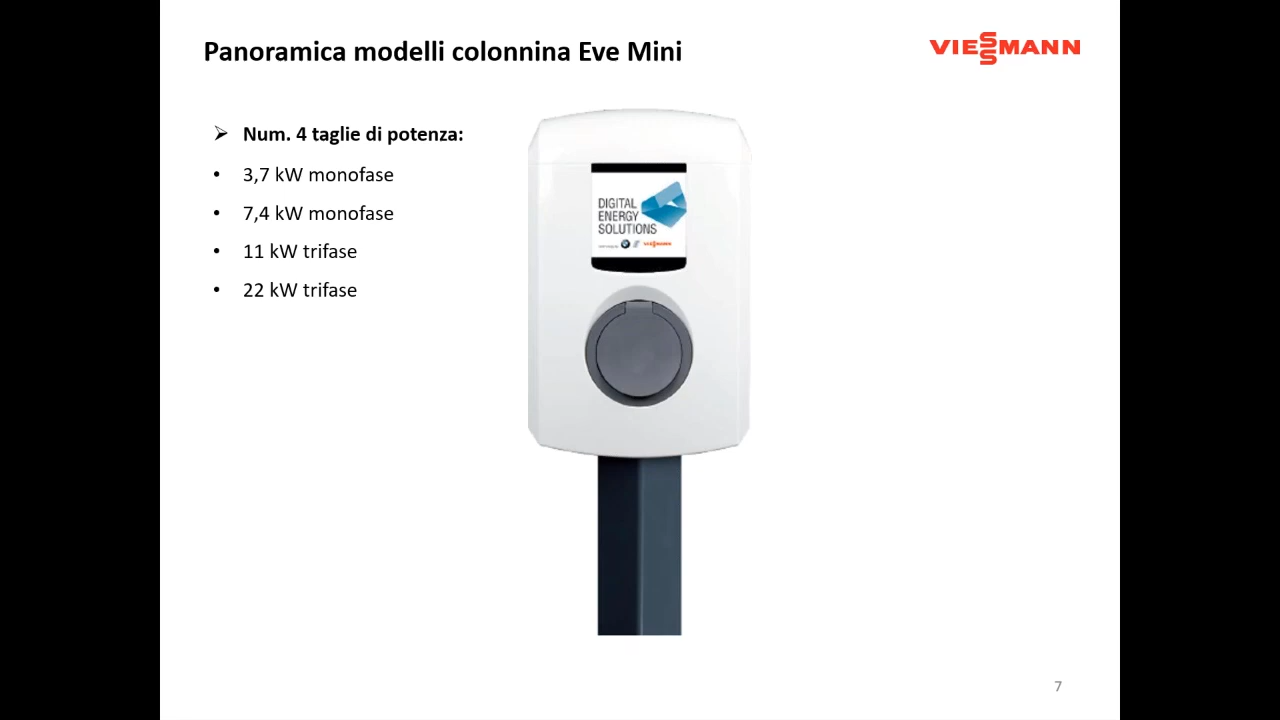 Panoramica modelli colonnina Eve Mini
VIESSMANN
Num. 4 taglie di potenza:
3,7 kW monofase
7,4 kW monofase
11 kW trifase
22 kW trifase
DIGITAL
ENERGY
SOLUTIONS
VIESMANN
7